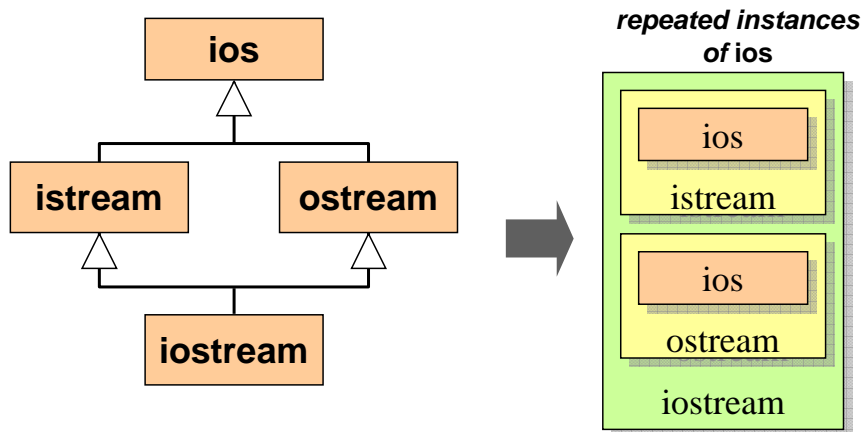 ios
istream
ostream
iostream
repeated instances
of ios
ios
istream
ios
ostream
iostream